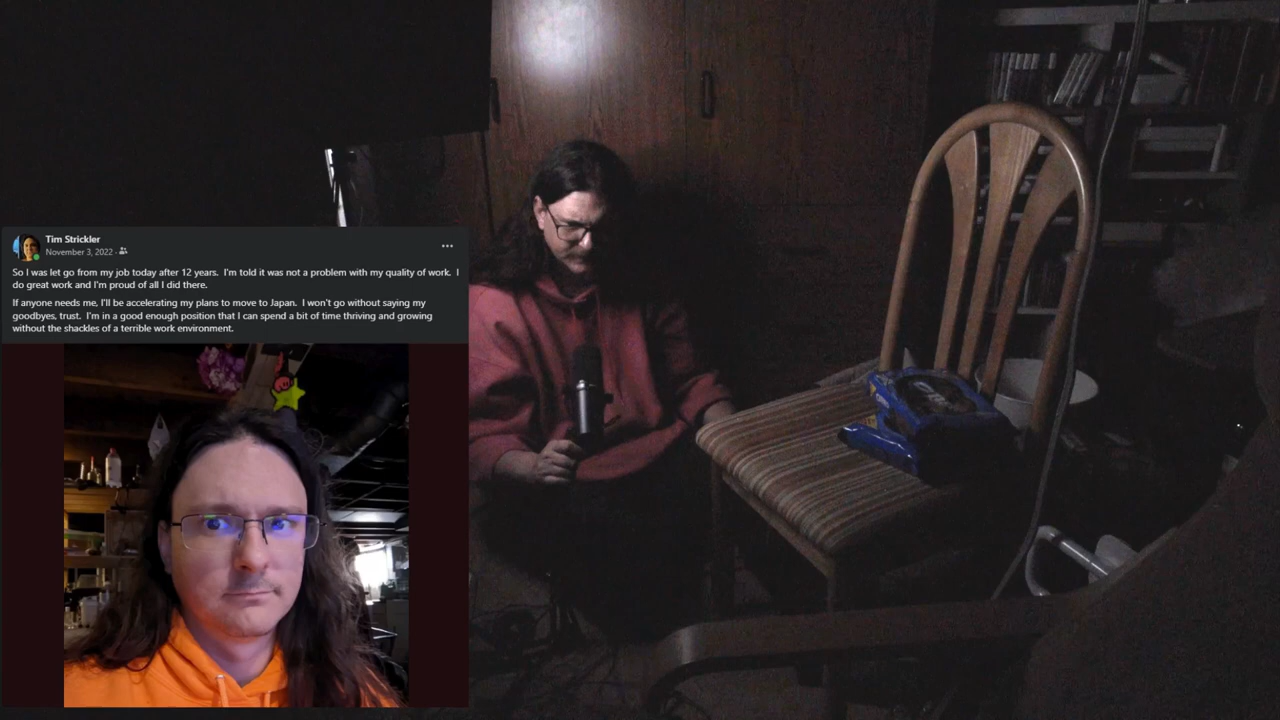 Tim Strickler
November 3, 2022 ·
So I was let go from my job today after 12 years. I'm told it was not a problem with my quality of work. I
do great work and I'm proud of all I did there.
If anyone needs me, I'll be accelerating my plans to move to Japan. I won't go without saying my
goodbyes, trust. I'm in a good enough position that I can spend a bit of time thriving and growing
without the shackles of a terrible work environment.